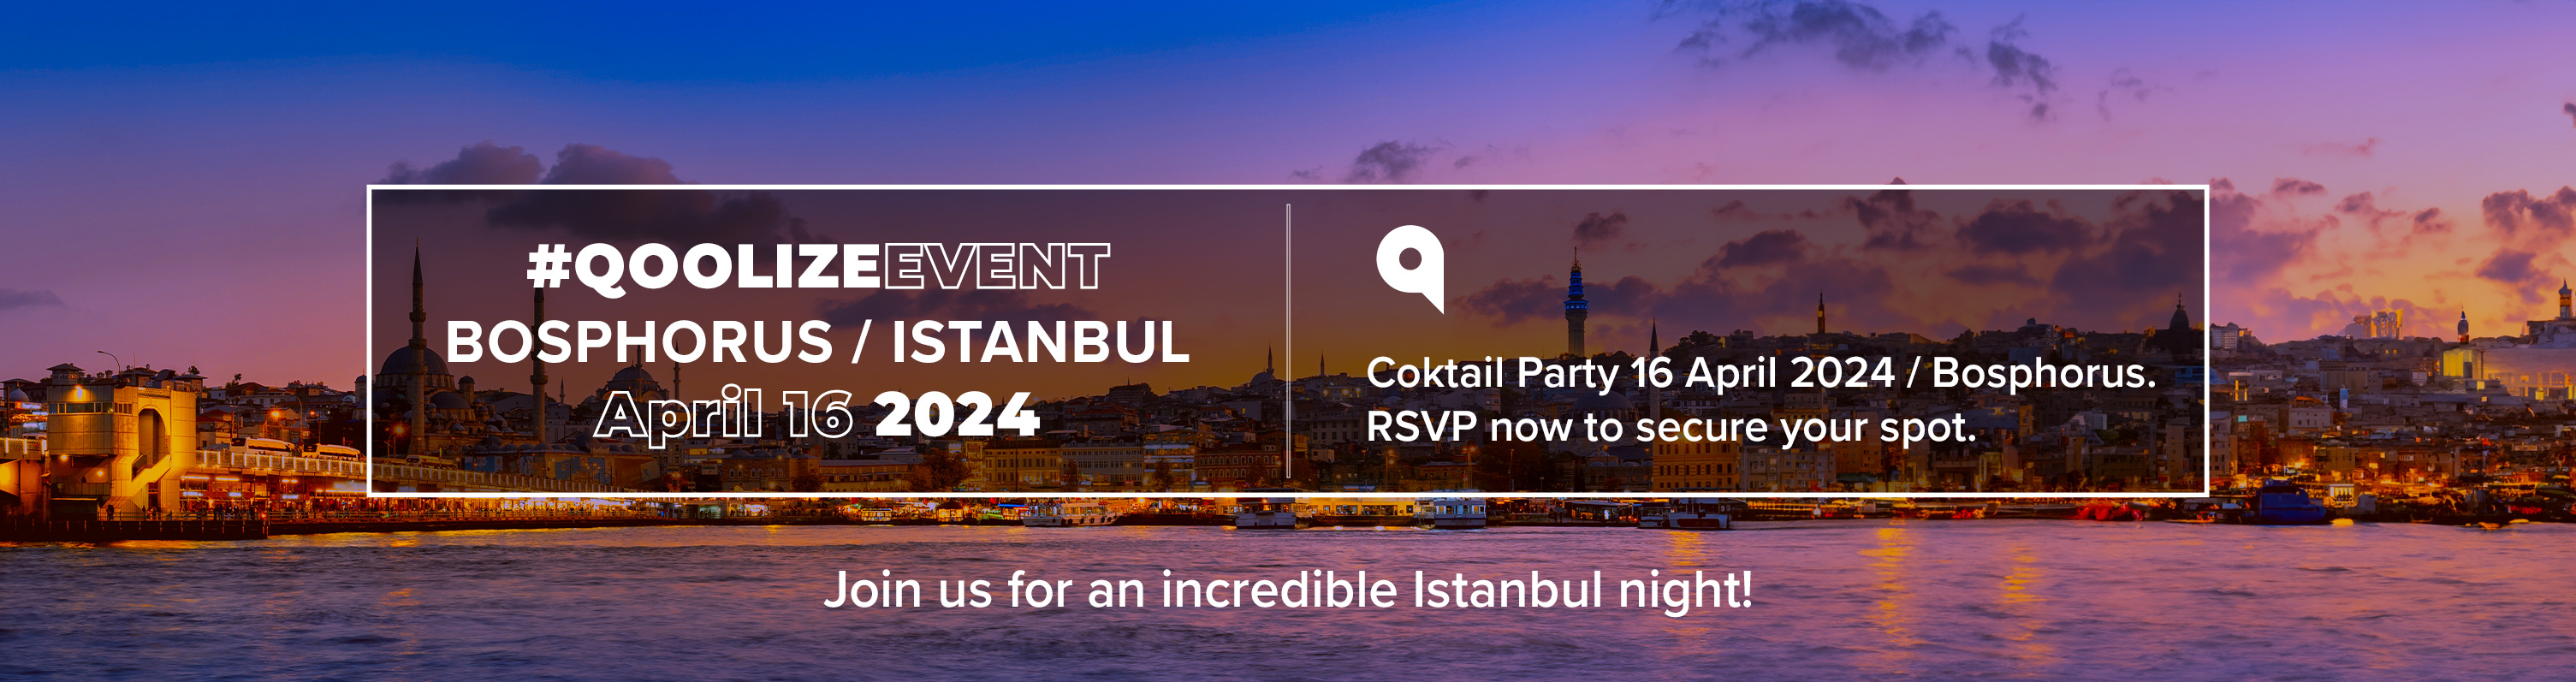 #QOOLIZEEVENT
BOSPHORUS / ISTANBUL
April 16 2024
Coktail Party 16 April 2024 / Bosphorus.
RSVP now to secure your spot.
Join us for an incredible Istanbul night!